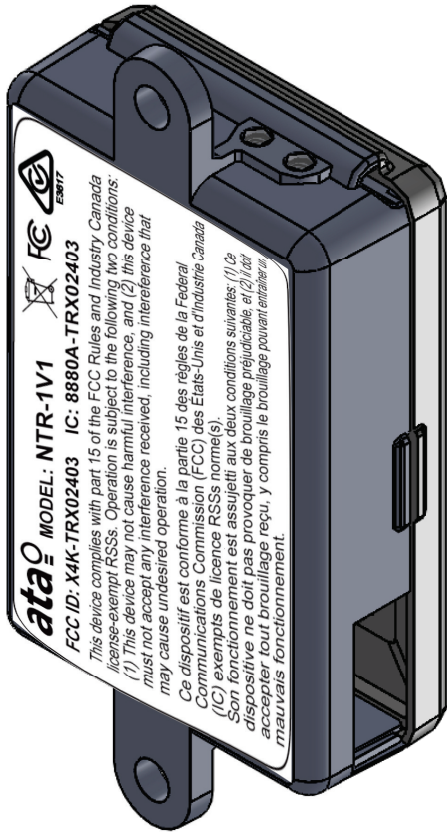 ata MODEL: NTR-1V1
E3817
FCC ID: X4K-TRX02403 IC: 8880A-TRX02403
This device complies with part 15 of the FCC Rules and Industry Canada
license-exempt RSSs. Operation is subject to the following two conditions:
(1) This device may not cause harmful interference, and (2) this device
must not accept any interference received, including intereference that
may cause undesired operation.
Ce dispositif est conforme à la partie 15 des règles de la Federal
Communications Commission (FCC) des Etats-Unis et d'Industrie Canada
(IC) exempts de licence RSSs norme(s).
Son fonctionnement est assujetti aux deux conditions suivantes: (1) Ce
dispositive ne doit pas provoquer de brouillage préjudiciable, et (2) il doit
accepter tout brouillage reçu, y compris le brouillage pouvant entraîner un
mauvais fonctionnement.